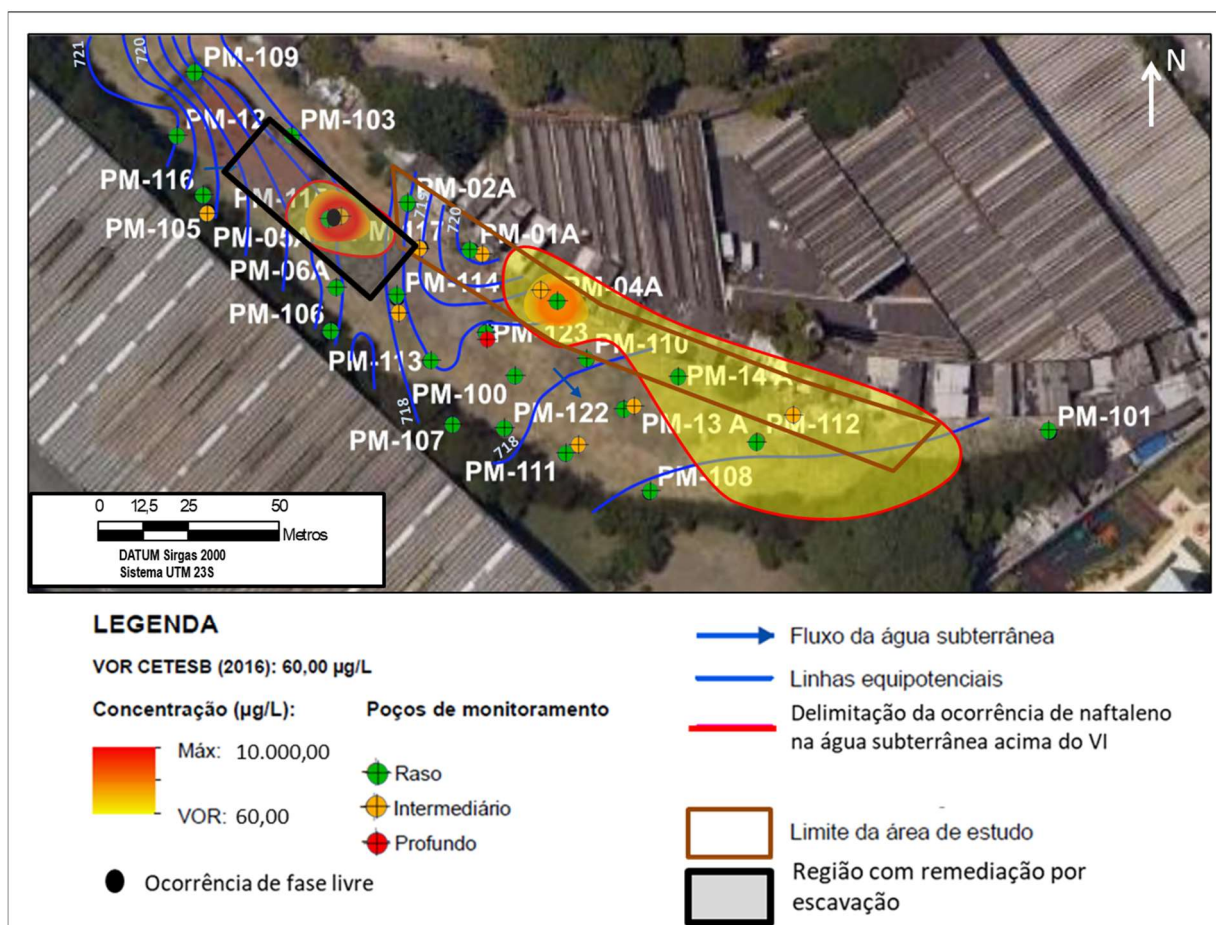 721
720
PM-109
N
PM-12
PM-103
PM-116
PM-02A
719
PM-105
PM-05A
720
PM-01A
PM-06A
PM-114
PM-04A
PM-106
PM-123
PM-110
PM-113
PM-14 A
PM-100
718
PM-122
PM-13 A
PM-112
PM-101
PM-107
718
PM-111
PM-108
0 12,5 25 50
Metros
DATUM Sirgas 2000
Sistema UTM 23S
LEGENDA
VOR CETESB (2016): 60,00 µg/L
Concentração (µg/L):
Máx: 10.000,00
VOR: 60,00
Ocorrência de fase livre
Poços de monitoramento
Raso
Intermediário
Profundo
Fluxo da água subterrânea
Linhas equipotenciais
Delimitação da ocorrência de naftaleno
na água subterrânea acima do VI
Limite da área de estudo
Região com remediação por
escavação